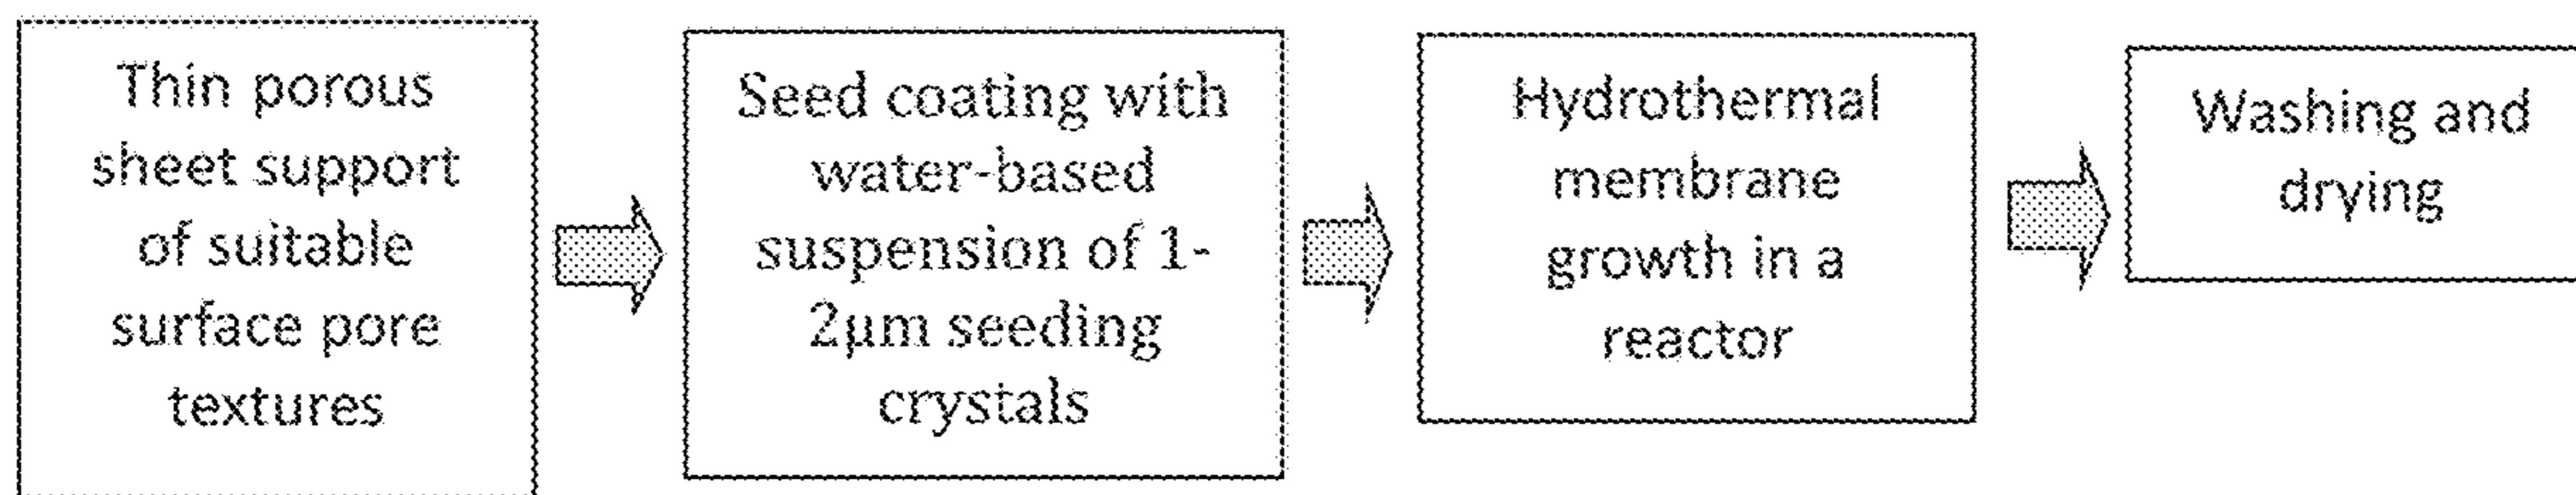 Thin porous
sheet support
of suitable
surface pore
textures
Seed coating with
water-based
suspension of 1-
2µm seeding
crystals
Hydrothermal
membrane
growth in a
reactor
Washing and
drying